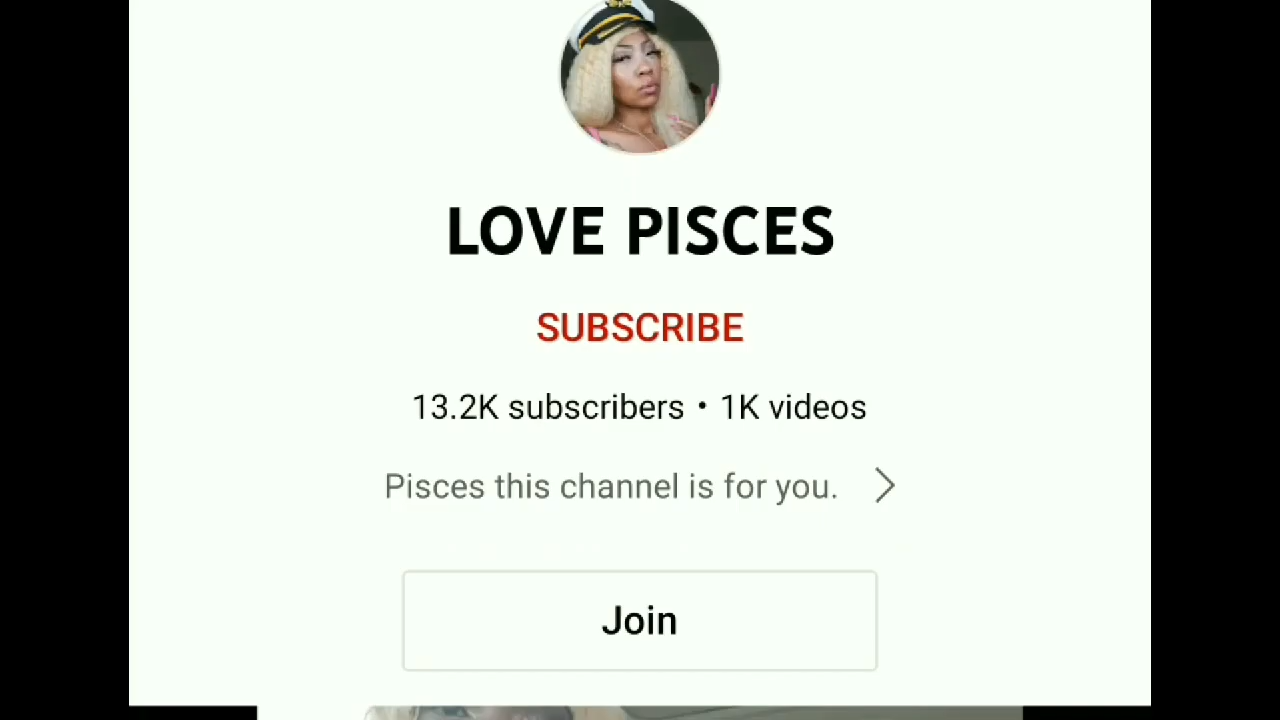 LOVE PISCES
SUBSCRIBE
13.2K subscribers • 1K videos
Pisces this channel is for you.
Join